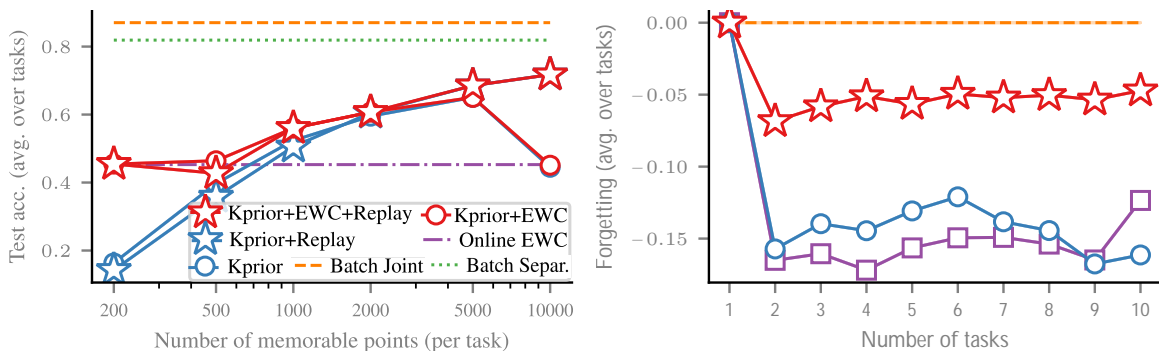 Test acc. (avg. over tasks)
0.8
0.6
0.4
0.2
Kprior+EWC+Replay
Kprior+EWC
Kprior+Replay
Online EWC
Kprior
Batch Joint
Batch Separ.
200
500
1000
2000
5000
10000
Number of memorable points (per task)
Forgetting (avg. over tasks)
0.00
−0.05
−0.10
−0.15
1
2
3
4
5
6
7
8
9
10
Number of tasks